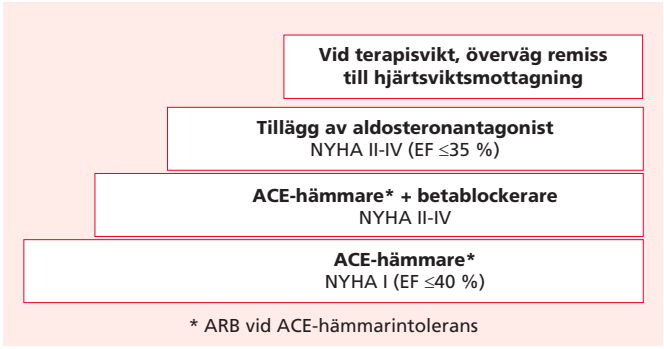 Vid terapisvikt, överväg remiss
till hjärtsviktsmottagning
Tillägg av aldosteronantagonist
NYHA II-IV (EF ≤35 %)
ACE-hämmare* + betablockerare
NYHA II-IV
ACE-hämmare*
NYHA I (EF ≤40 %)
* ARB vid ACE-hämmarintolerans